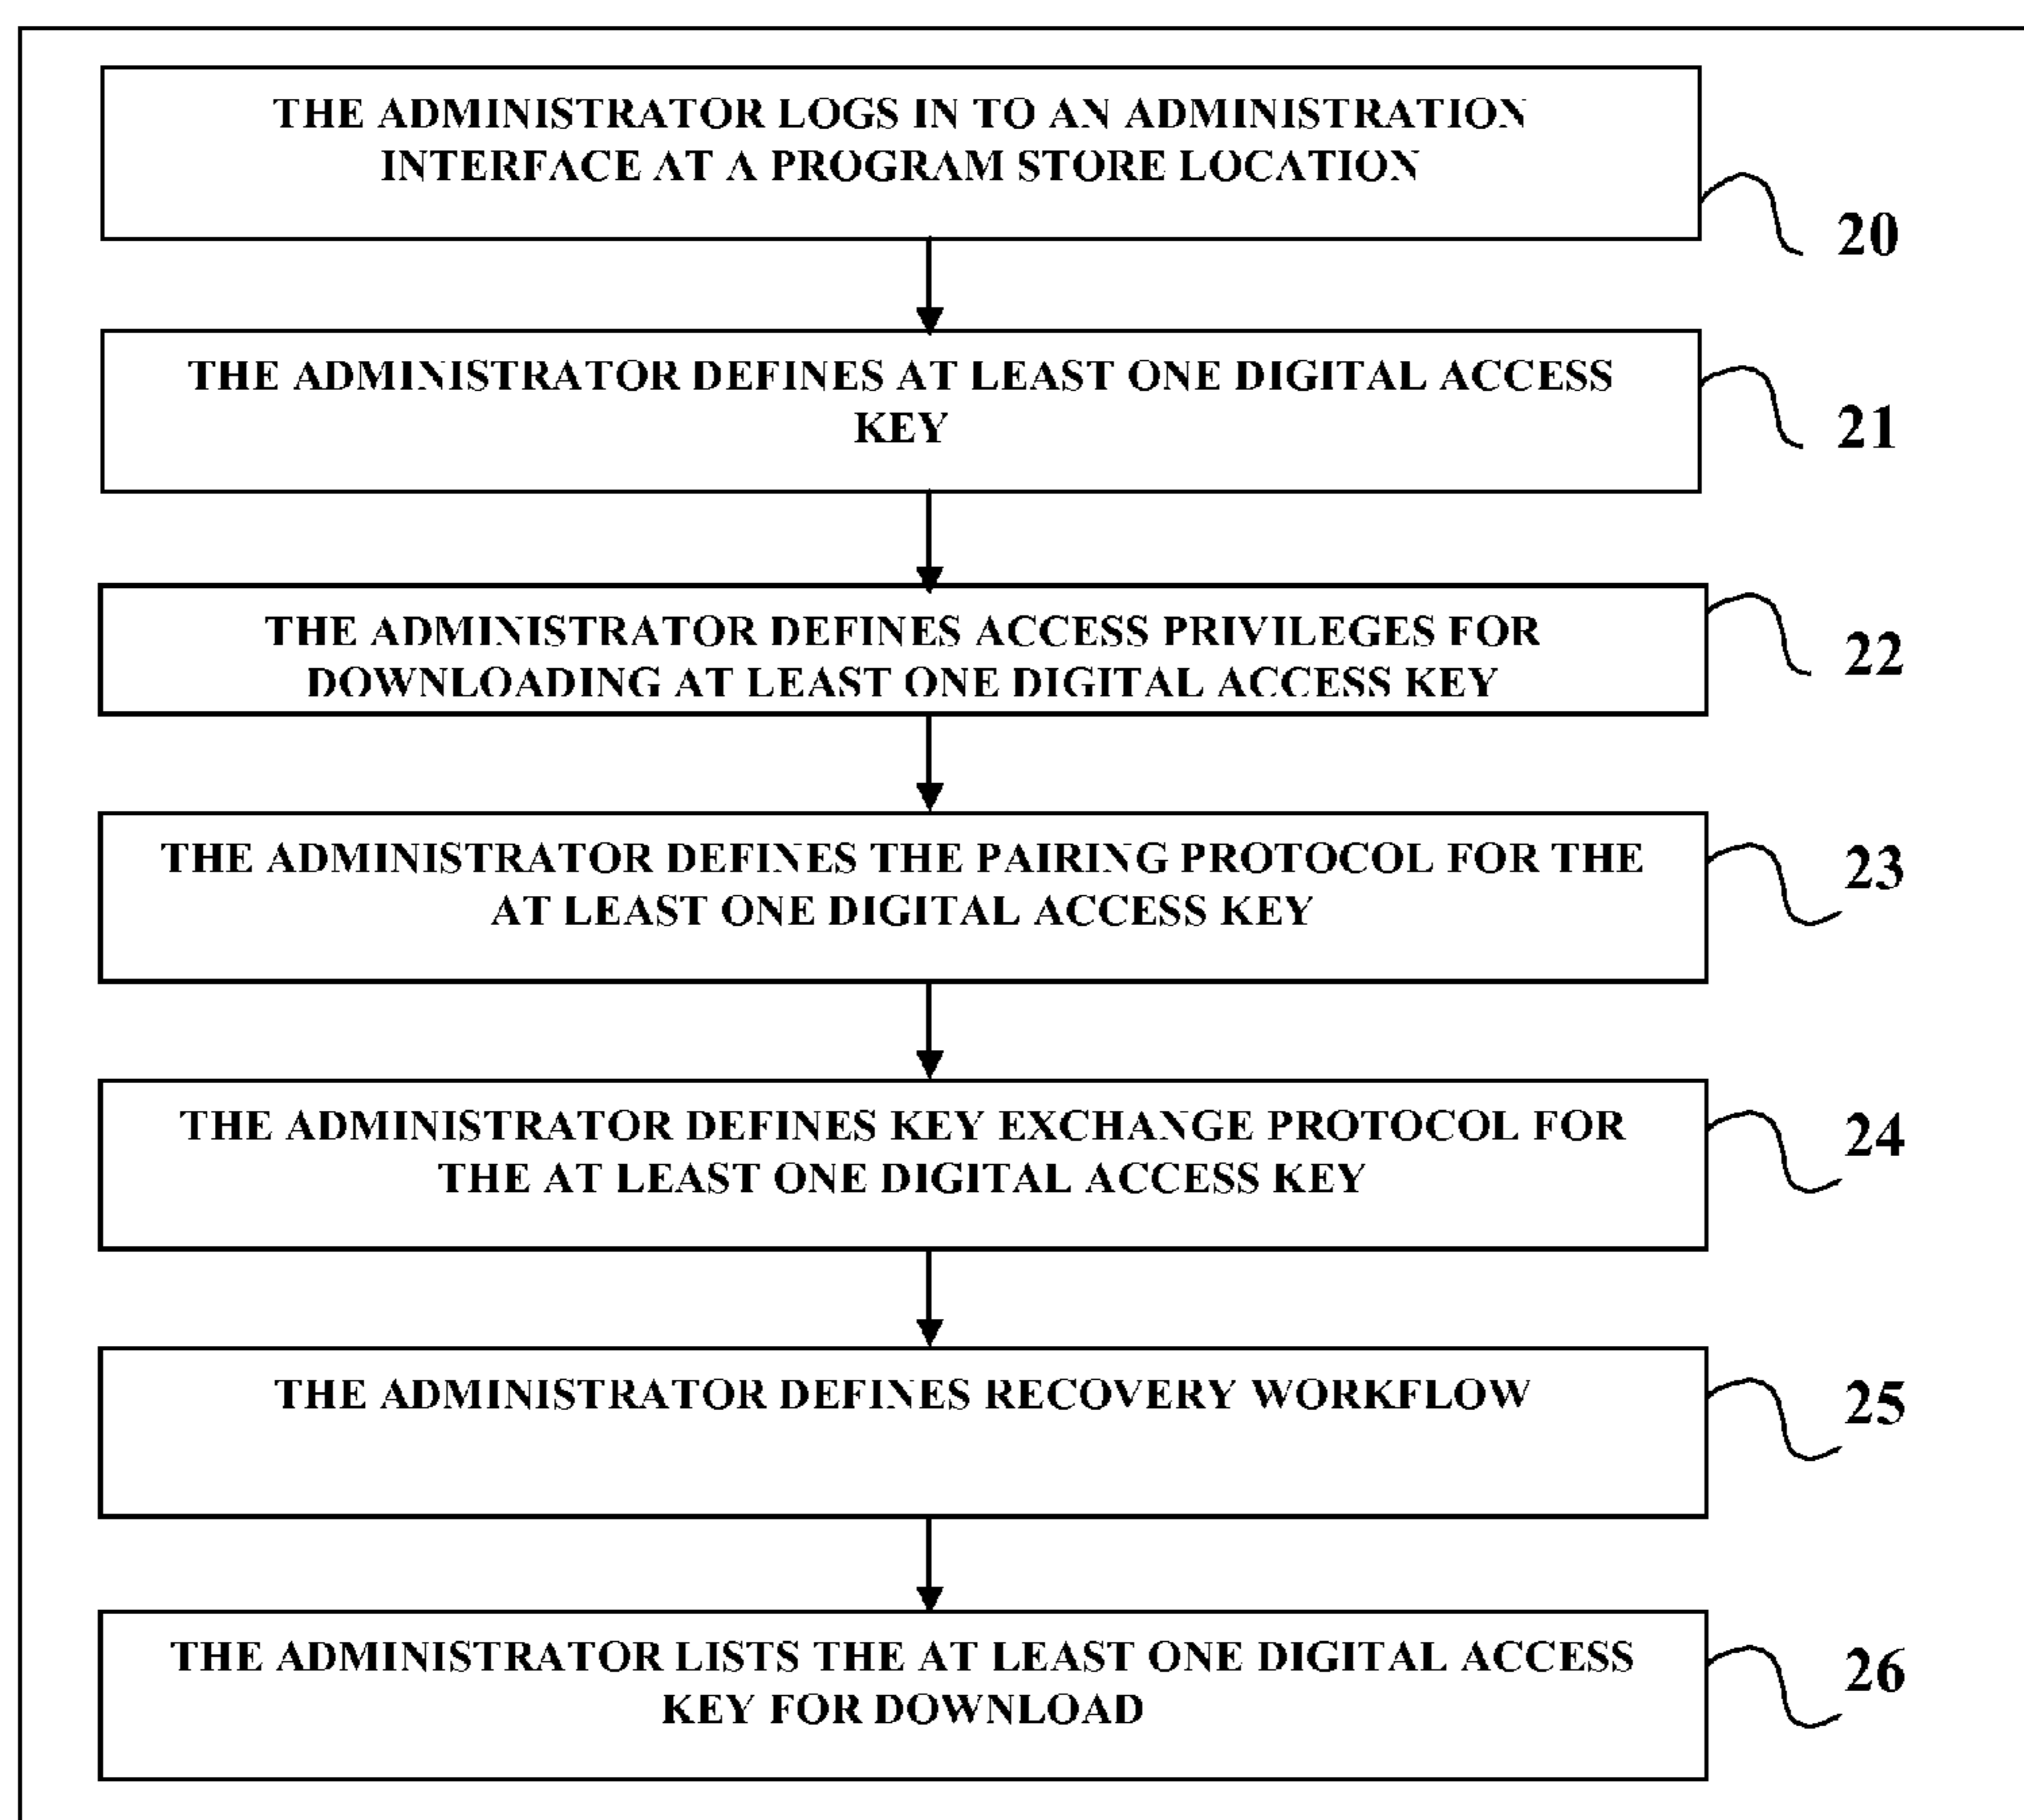 THE ADMINISTRATOR LOGS IN TO AN ADMINISTRATION
INTERFACE AT A PROGRAM STORE LOCATION
20
THE ADMINISTRATOR DEFINES AT LEAST ONE DIGITAL ACCESS
KEY
21
THE ADMINISTRATOR DEFINES ACCESS PRIVILEGES FOR
DOWNLOADING AT LEAST ONE DIGITAL ACCESS KEY
22
THE ADMINISTRATOR DEFINES THE PAIRING PROTOCOL FOR THE
AT LEAST ONE DIGITAL ACCESS KEY
23
THE ADMINISTRATOR DEFINES KEY EXCHANGE PROTOCOL FOR
THE AT LEAST ONE DIGITAL ACCESS KEY
24
THE ADMINISTRATOR DEFINES RECOVERY WORKFLOW
25
THE ADMINISTRATOR LISTS THE AT LEAST ONE DIGITAL ACCESS
KEY FOR DOWNLOAD
26